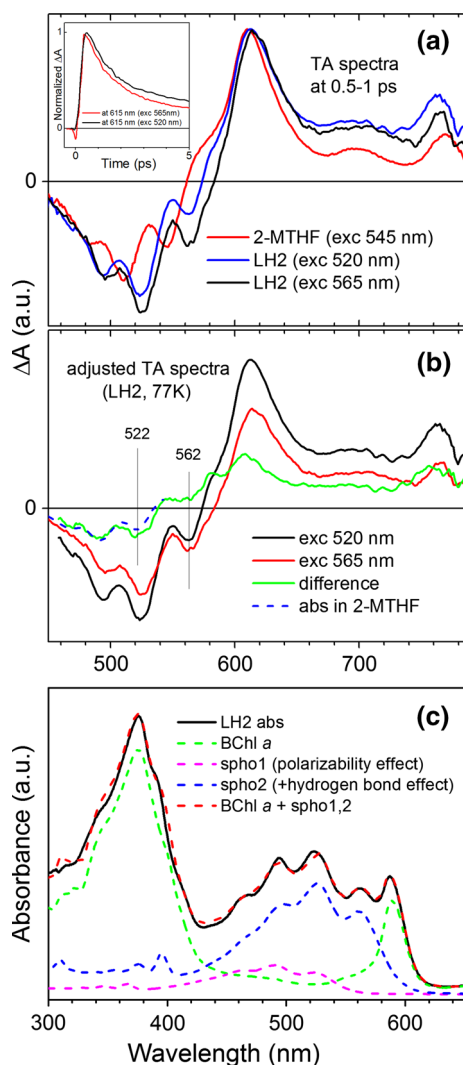 (a)
TA spectra
at 0.5-1 ps
Normalized ΔA
1
0
at 615 nm (exc 565nm)
at 615 nm (exc 520 nm)
0
5
Time (ps)
0
2-MTHF (exc 545 nm)
LH2 (exc 520 nm)
LH2 (exc 565 nm)
ΔA (a.u.)
(b)
adjusted TA spectra
(LH2, 77K)
522
562
0
exc 520 nm
exc 565 nm
difference
abs in 2-MTHF
500
600
700
(c)
LH2 abs
BChl a
spho1 (polarizability effect)
spho2 (+hydrogen bond effect)
BChl a + spho1,2
Absorbance (a.u.)
300
400
500
600
Wavelength (nm)